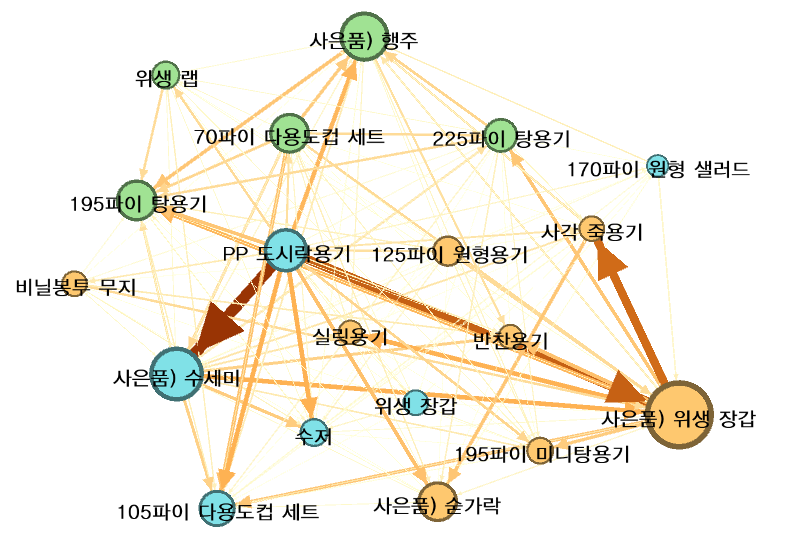 사은품) 행주
위생 랩
70파이 다용도컵 세트
225파이 탕용기
170파이 원형 샐러드
195파이 탕용기
사각 죽용기
PP 도시락용기
125파이 원형용기
비닐봉투 무지
실링용기
반찬용기
사은품) 수세미
위생 장갑
사은품) 위생 장갑
수저
195파이 미니탕용기
105파이 다용도컵 세트
사은품) 숟가락